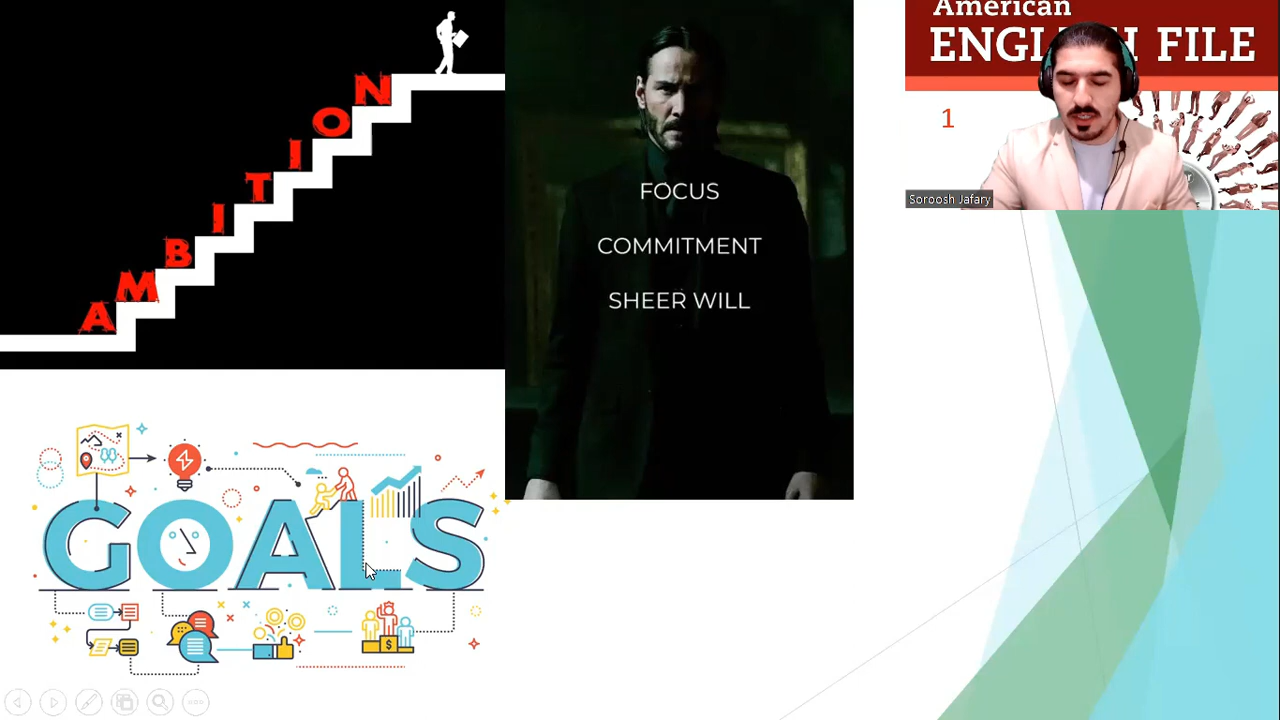 AMBITION
FOCUS
COMMITMENT
SHEER WILL
American
ENGLISH FILE
1
Soroosh Jafary
GOALS
$